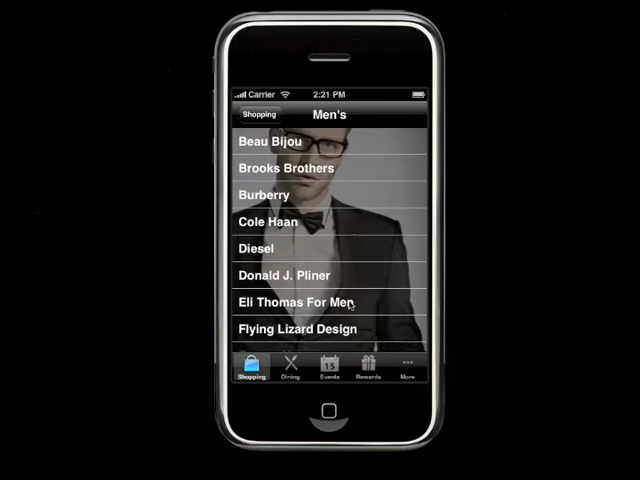 Carrier 2:21 PM
Shopping Men's
Beau Bijou
Brooks Brothers
Burberry
Cole Haan
Diesel
Donald J. Pliner
Eli Thomas For Men
Flying Lizard Design
15
Shopping Dining Events Rewards More